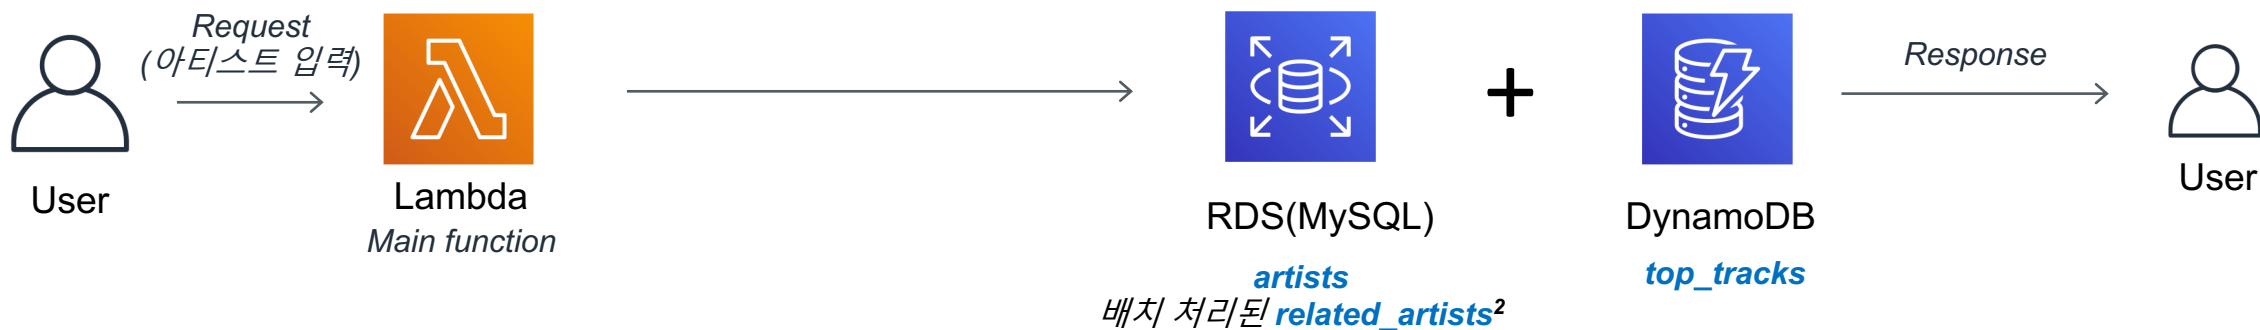 Request
(아티스트 입력)
User
Lambda
Main function
RDS(MySQL)
artists
배치 처리된 related_artists²
+
DynamoDB
top_tracks
Response
User